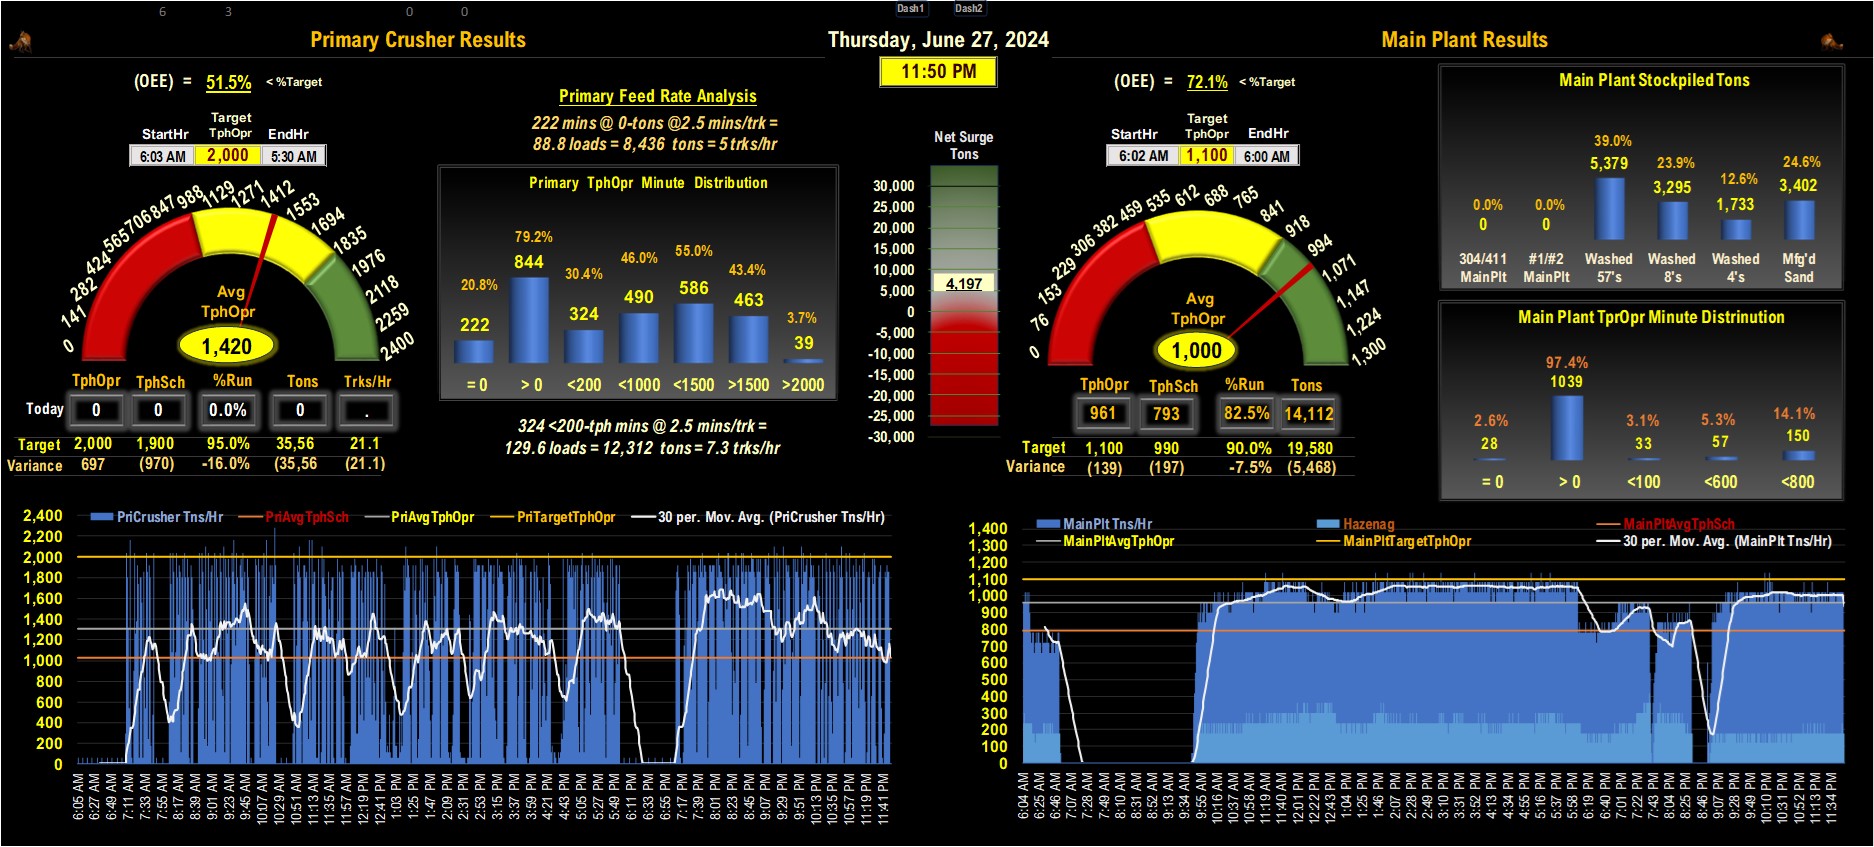 6 3 0 0 Dash1 Dash2
Primary Crusher Results
Thursday, June 27, 2024
Main Plant Results
11:50 PM
(OEE) = 51.5% < %Target
StartHr Target TphOpr EndHr
6:03 AM 2,000 5:30 AM
0 141 282 424 565 706 847 988 1129 1271 1412 1553 1694 1835 1976 2118 2259 2400
Avg
TphOpr
1,420
TphOpr TphSch %Run Tons Trks/Hr
Today 0 0 0.0% 0 .
Target 2,000 1,900 95.0% 35,56 21.1
Variance 697 (970) -16.0% (35,56 (21.1)
Primary Feed Rate Analysis
222 mins @ 0-tons @2.5 mins/trk =
88.8 loads = 8,436 tons = 5 trks/hr
Primary TphOpr Minute Distribution
20.8% 79.2% 30.4% 46.0% 55.0% 43.4% 3.7%
222 844 324 490 586 463 39
= 0 > 0 <200 <1000 <1500 >1500 >2000
324 <200-tph mins @ 2.5 mins/trk =
129.6 loads = 12,312 tons = 7.3 trks/hr
Net Surge
Tons
30,000
25,000
20,000
15,000
10,000
5,000
0
-5,000
-10,000
-15,000
-20,000
-25,000
-30,000
4,197
(OEE) = 72.1% < %Target
StartHr Target TphOpr EndHr
6:02 AM 1,100 6:00 AM
0 76 153 229 306 382 459 535 612 688 765 841 918 994 1,071 1,147 1,224 1,300
Avg
TphOpr
1,000
TphOpr TphSch %Run Tons
961 793 82.5% 14,112
Target 1,100 990 90.0% 19,580
Variance (139) (197) -7.5% (5,468)
Main Plant Stockpiled Tons
0.0% 0.0% 39.0% 23.9% 12.6% 24.6%
0 0 5,379 3,295 1,733 3,402
304/411 #1/#2 Washed Washed Washed Mfg'd
MainPlt MainPlt 57's 8's 4's Sand
Main Plant TprOpr Minute Distrinution
2.6% 97.4% 3.1% 5.3% 14.1%
28 1039 33 57 150
= 0 > 0 <100 <600 <800
PriCrusher Tns/Hr PriAvgTphSch PriAvgTphOpr PriTargetTphOpr 30 per. Mov. Avg. (PriCrusher Tns/Hr)
2,400
2,200
2,000
1,800
1,600
1,400
1,200
1,000
800
600
400
200
0
6:05 AM 6:27 AM 6:49 AM 7:11 AM 7:33 AM 7:55 AM 8:17 AM 8:39 AM 9:01 AM 9:23 AM 9:45 AM 10:07 AM 10:29 AM 10:51 AM 11:13 AM 11:35 AM 11:57 AM 12:19 PM 12:41 PM 1:03 PM 1:25 PM 1:47 PM 2:09 PM 2:31 PM 2:53 PM 3:15 PM 3:37 PM 3:59 PM 4:21 PM 4:43 PM 5:05 PM 5:27 PM 5:49 PM 6:11 PM 6:33 PM 6:55 PM 7:17 PM 7:39 PM 8:01 PM 8:23 PM 8:45 PM 9:07 PM 9:29 PM 9:51 PM 10:13 PM 10:35 PM 10:57 PM 11:19 PM 11:41 PM
MainPlt Tns/Hr Hazenag MainPltAvgTphSch
MainPltAvgTphOpr MainPltTargetTphOpr 30 per. Mov. Avg. (MainPlt Tns/Hr)
1,400
1,300
1,200
1,100
1,000
900
800
700
600
500
400
300
200
100
0
6:04 AM 6:25 AM 6:46 AM 7:07 AM 7:49 AM 8:10 AM 8:31 AM 8:52 AM 9:13 AM 9:34 AM 9:55 AM 10:16 AM 10:37 AM 10:58 AM 11:19 AM 11:40 AM 12:01 PM 12:22 PM 12:43 PM 1:04 PM 1:25 PM 1:46 PM 2:07 PM 2:28 PM 2:49 PM 3:10 PM 3:31 PM 3:52 PM 4:13 PM 4:34 PM 4:55 PM 5:16 PM 5:37 PM 5:58 PM 6:19 PM 6:40 PM 7:01 PM 7:22 PM 7:43 PM 8:04 PM 8:25 PM 8:46 PM 9:07 PM 9:28 PM 9:49 PM 10:10 PM 10:31 PM 10:52 PM 11:13 PM 11:34 PM